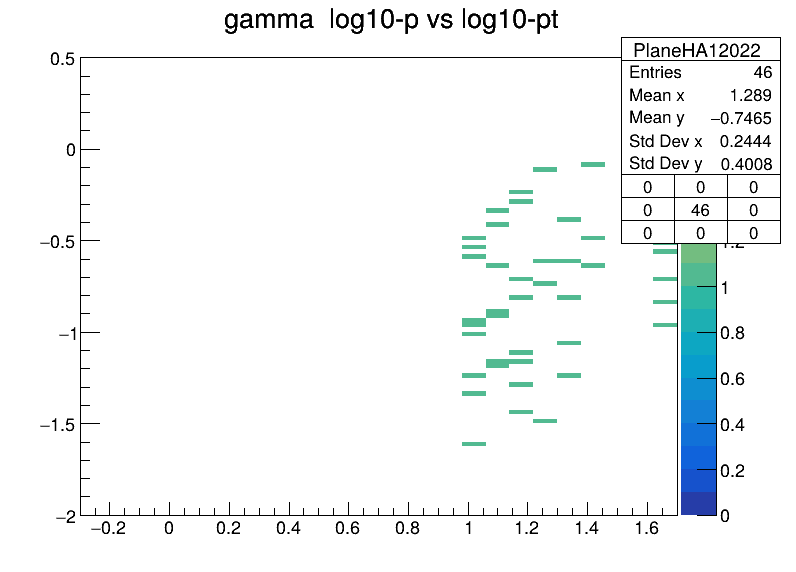 gamma  log10-p vs log10-pt
PlaneHA12022
Entries 46
Mean x 1.289
Mean y −0.7465
Std Dev x 0.2444
Std Dev y 0.4008
0 0 0
0 46 0
0 0 0
0.5
0
−0.5
−1
−1.5
−2
−0.2 0 0.2 0.4 0.6 0.8 1 1.2 1.4 1.6
1.2
1
0.8
0.6
0.4
0.2
0